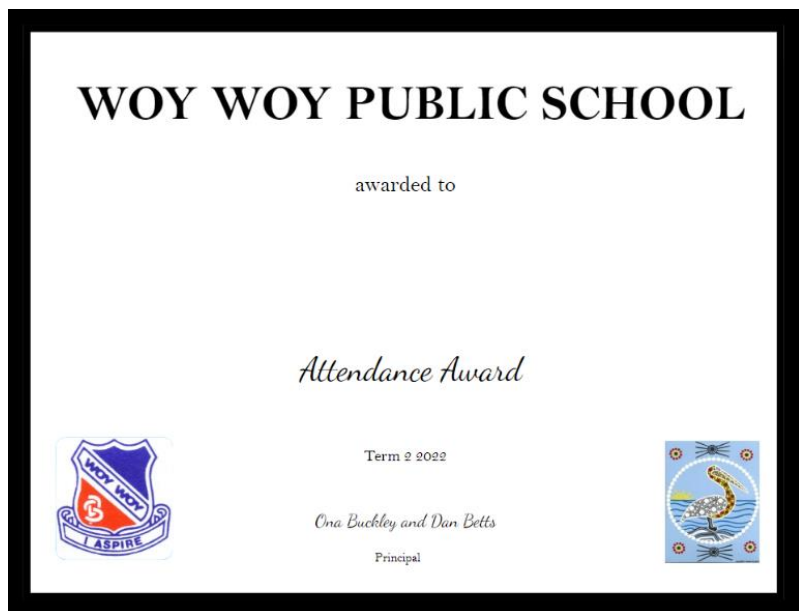 WOY WOY PUBLIC SCHOOL
awarded to
Attendance Award
Term 2 2022
Ona Buckley and Dan Betts
Principal
WOY WOY
I ASPIRE